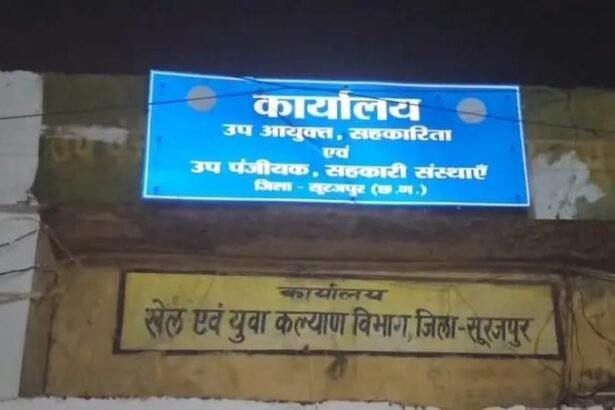 कार्यालय
उप आयुक्त, सहकारिता
एवं
उप पंजीयक, सहकारी संस्थाएँ
जिला - सूरजपुर (छ.ग.)
कार्यालय
खेल एवं युवा कल्याण विभाग, जिला-सूरजपुर